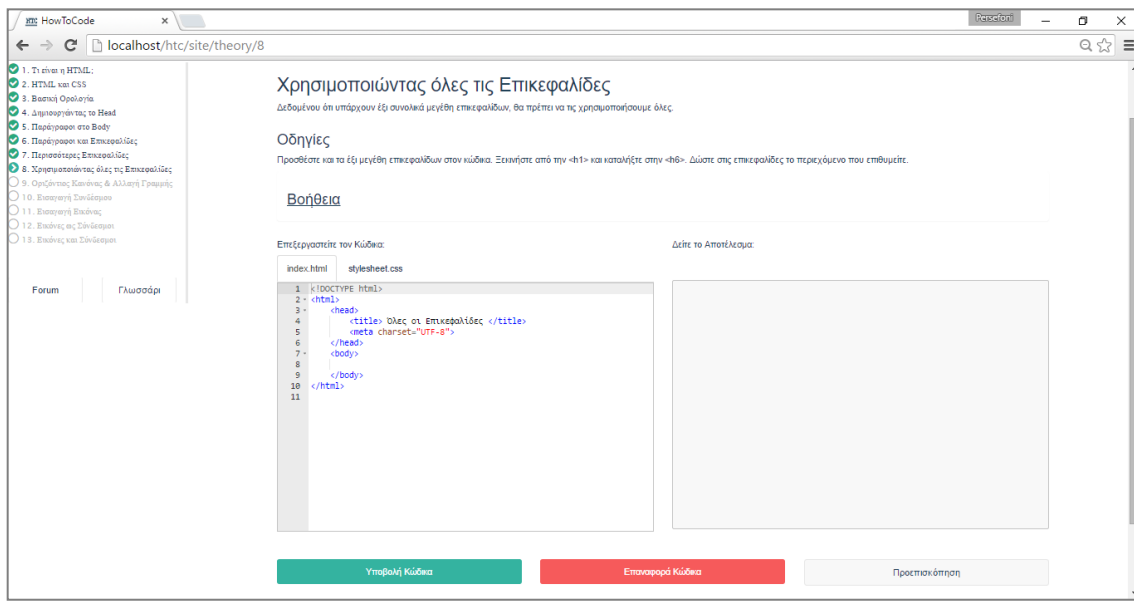 HTC HowToCode
Persefoni
localhost/htc/site/theory/8
1. Τι είναι η HTML;
2. HTML και CSS
3. Βασική Ορολογία
4. Δημιουργώντας το Head
5. Παράγραφοι στο Body
6. Παράγραφοι και Επικεφαλίδες
7. Περισσότερες Επικεφαλίδες
8. Χρησιμοποιώντας όλες τις Επικεφαλίδες
9. Οριζόντιος Κανόνας & Αλλαγή Γραμμής
10. Εισαγωγή Συνδέσμου
11. Εισαγωγή Εικόνας
12. Εικόνες ως Σύνδεσμοι
13. Εικόνες και Σύνδεσμοι
Forum
Γλωσσάρι
Χρησιμοποιώντας όλες τις Επικεφαλίδες
Δεδομένου ότι υπάρχουν έξι συνολικά μεγέθη επικεφαλίδων, θα πρέπει να τις χρησιμοποιήσουμε όλες.
Οδηγίες
Προσθέστε και τα έξι μεγέθη επικεφαλίδων στον κώδικα. Ξεκινήστε από την <h1> και καταλήξτε στην <h6>. Δώστε στις επικεφαλίδες το περιεχόμενο που επιθυμείτε.
Βοήθεια
Επεξεργαστείτε τον Κώδικα:
index.html stylesheet.css
1 <!DOCTYPE html>
2 <html>
3 <head>
4 <title> Όλες οι Επικεφαλίδες </title>
5 <meta charset="UTF-8">
6 </head>
7 <body>
8
9 </body>
10 </html>
11
Δείτε το Αποτέλεσμα:
Υποβολή Κώδικα
Επαναφορά Κώδικα
Προεπισκόπηση